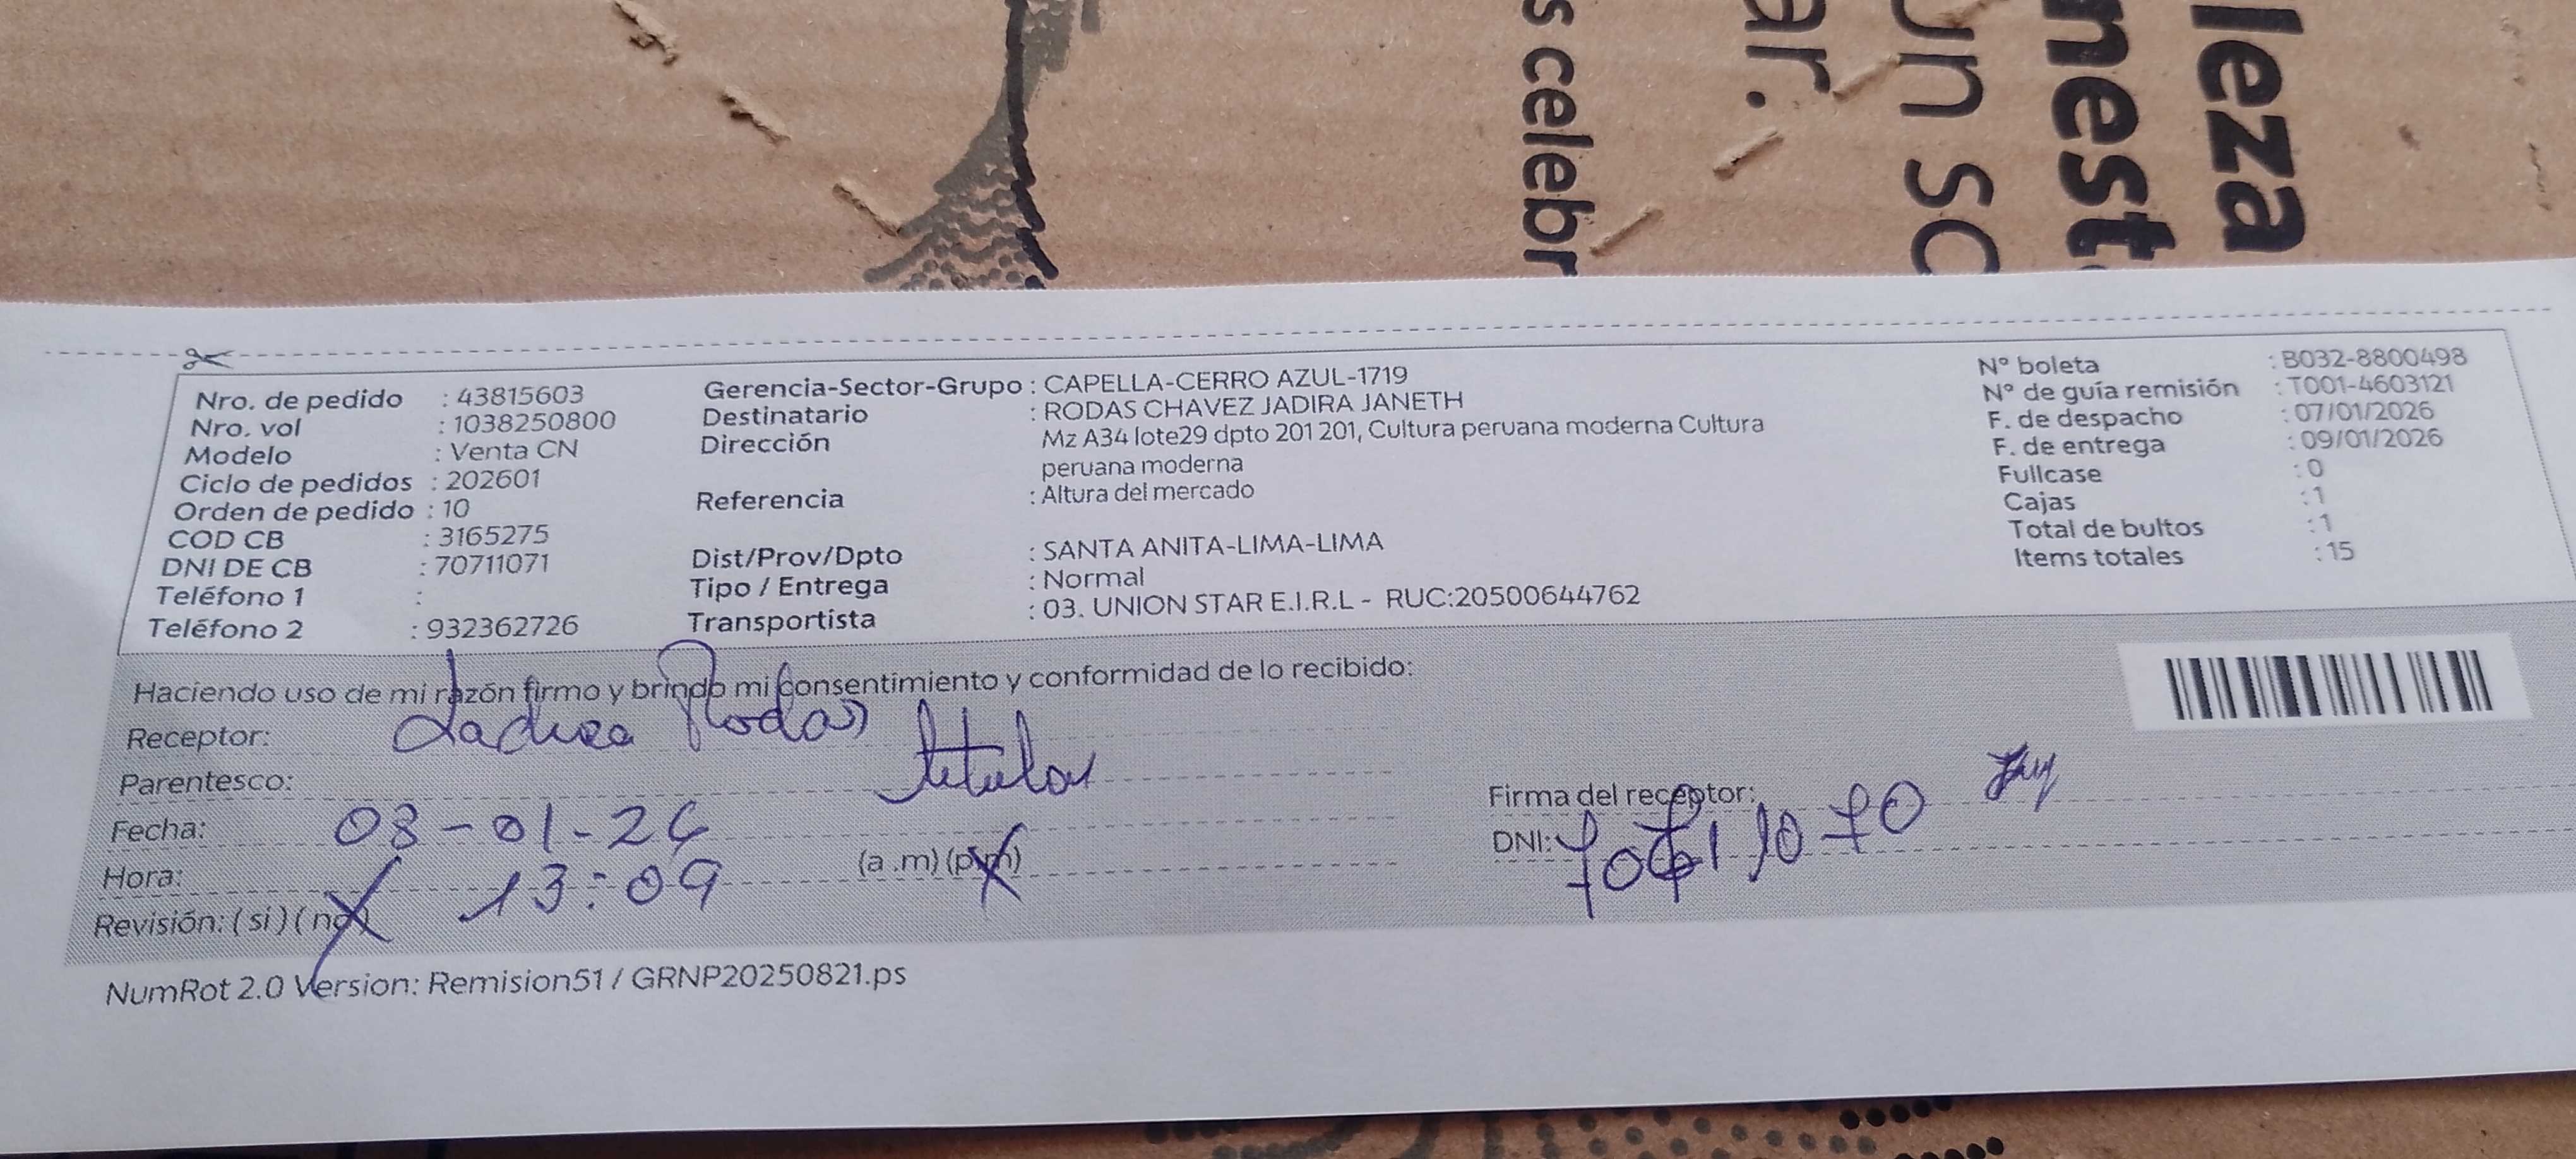 s celebr
ar.
un sc
nest
leza
Nro. de pedido : 43815603
Nro. vol : 1038250800
Modelo : Venta CN
Ciclo de pedidos : 202601
Orden de pedido : 10
COD CB : 3165275
DNI DE CB : 70711071
Teléfono 1 :
Teléfono 2 : 932362726
Gerencia-Sector-Grupo : CAPELLA-CERRO AZUL-1719
Destinatario : RODAS CHAVEZ JADIRA JANETH
Dirección Mz A34 lote29 dpto 201 201, Cultura peruana moderna Cultura
peruana moderna
Referencia : Altura del mercado
Dist/Prov/Dpto : SANTA ANITA-LIMA-LIMA
Tipo / Entrega : Normal
Transportista : 03. UNION STAR E.I.R.L - RUC:20500644762
N° boleta : B032-8800498
N° de guía remisión : T001-4603121
F. de despacho : 07/01/2026
F. de entrega : 09/01/2026
Fullcase : 0
Cajas : 1
Total de bultos : 1
Items totales : 15
Haciendo uso de mi razón firmo y brindo mi consentimiento y conformidad de lo recibido:
Receptor: Jadira Rodas
Parentesco: titular
Fecha: 08-01-26
Hora: 13:09 (a .m) (p.m)
Revisión: ( si ) ( no )
Firma del receptor:
DNI:
NumRot 2.0 Version: Remision51 / GRNP20250821.ps